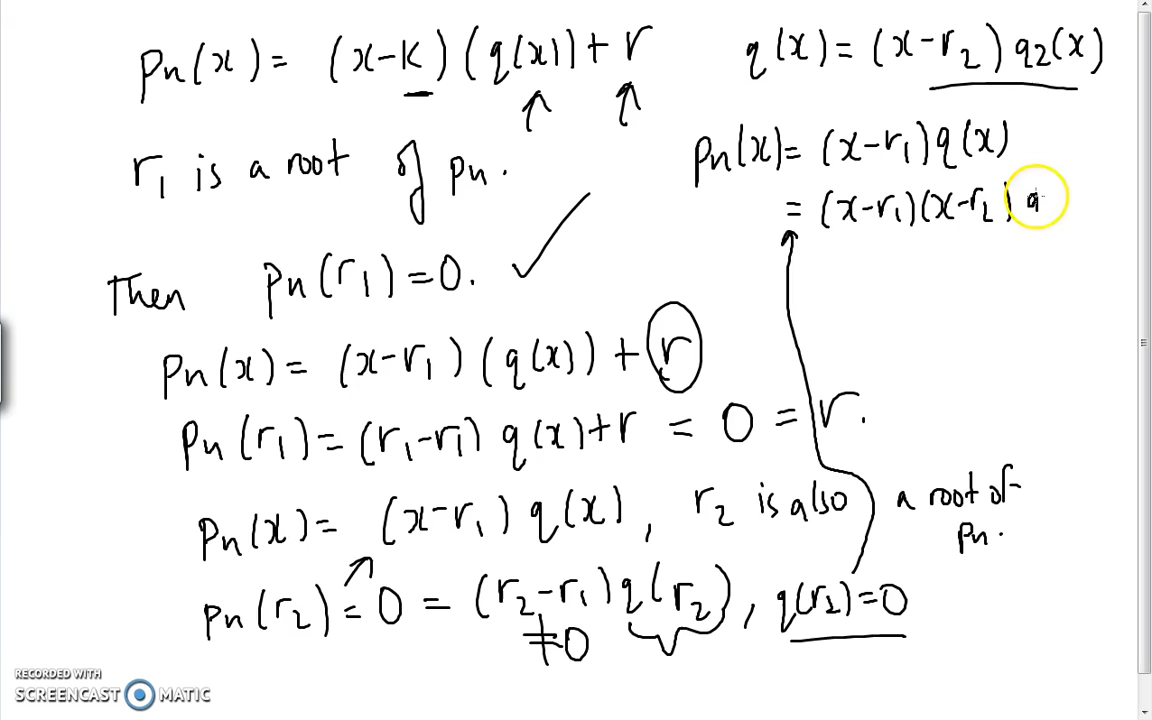 pn(x) = (x-k)(q(x)) + r
r1 is a root of pn.
Then pn(r1) = 0. ✓
pn(x) = (x-r1)(q(x)) + r
pn(r1) = (r1-r1) q(x) + r = 0 = r.
pn(x) = (x-r1) q(x), r2 is also a root of
pn.
pn(r2) = 0 = (r2-r1) q(r2), q(r2) = 0
≠0
q(x) = (x-r2) q2(x)
pn(x) = (x-r1) q(x)
= (x-r1)(x-r2) q
RECORDED WITH
SCREENCAST MATIC